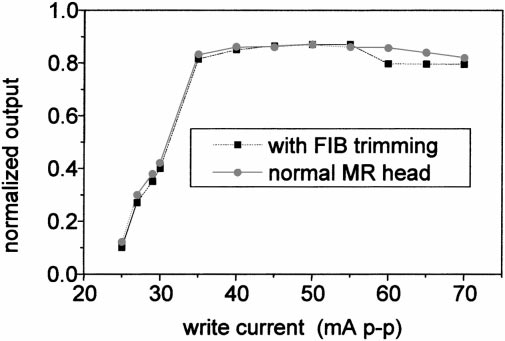 1.0
0.8
0.6
0.4
0.2
0.0
normalized output
with FIB trimming
normal MR head
20 30 40 50 60 70
write current (mA p-p)